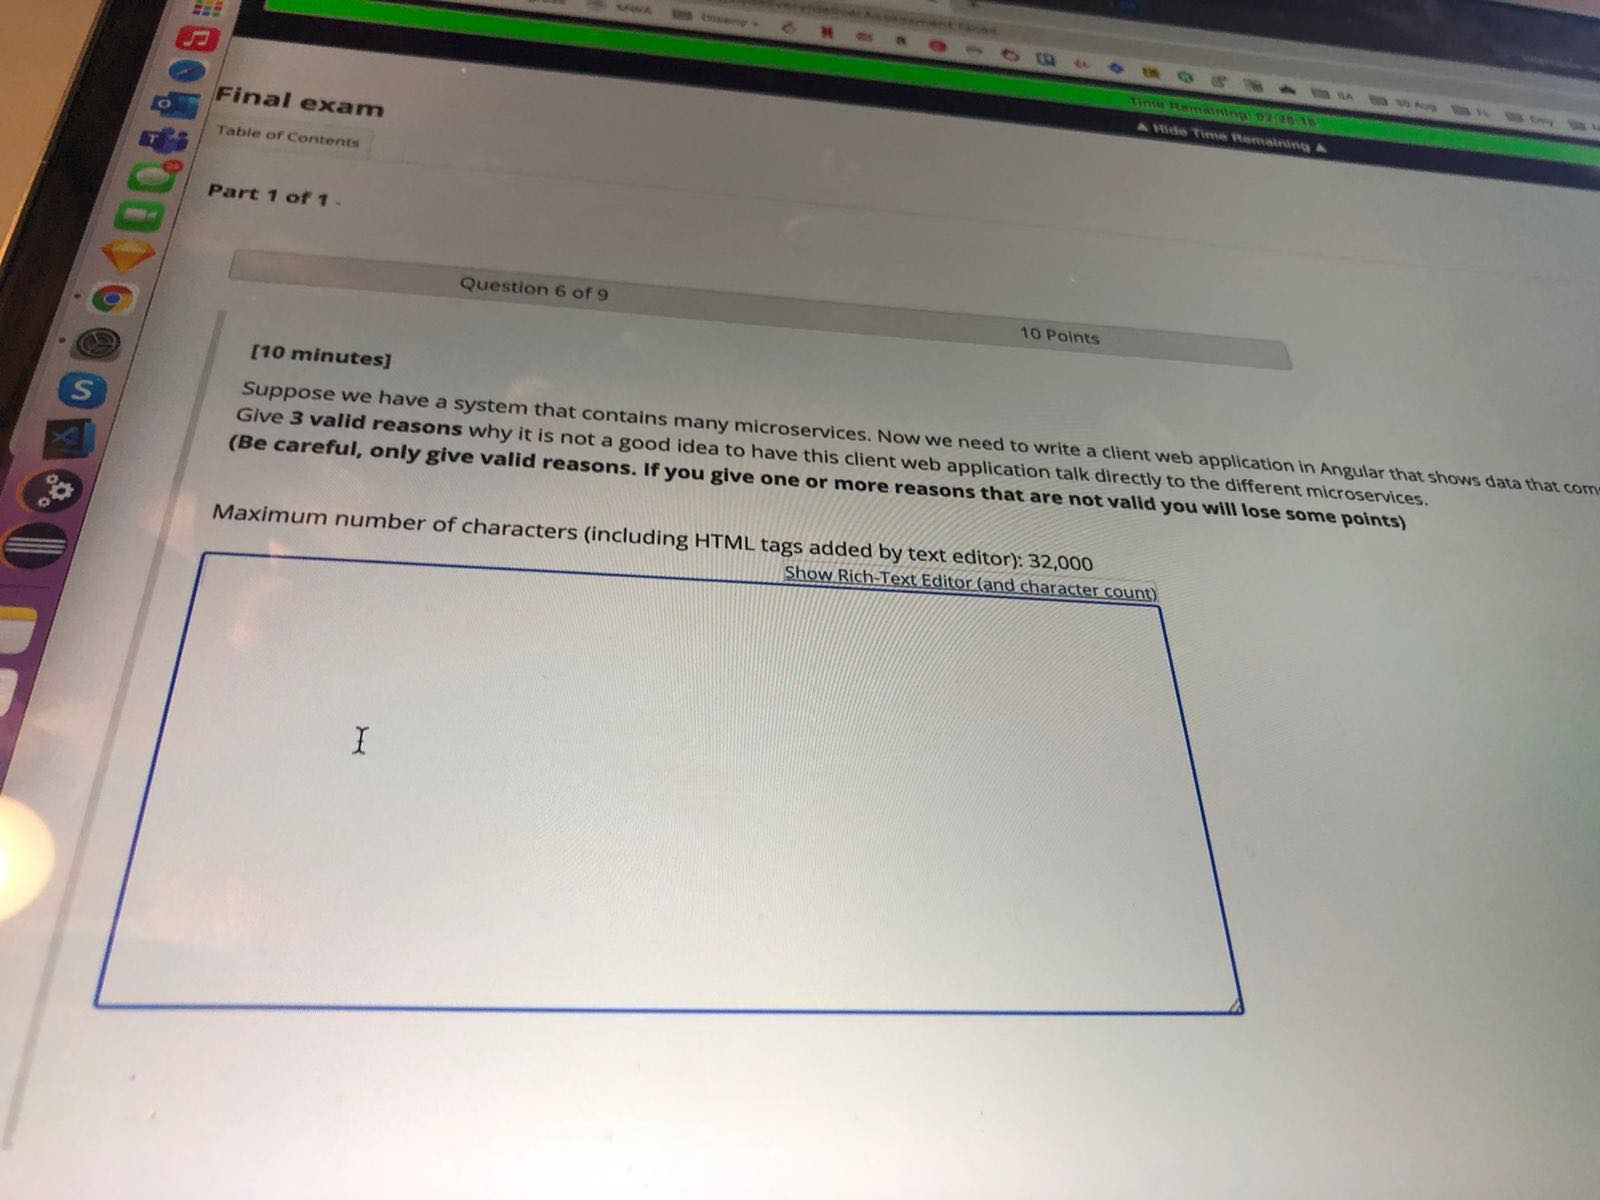 MWA
Time Remaining: 02:28:18
▲ Hide Time Remaining ▲
Final exam
Table of Contents
Part 1 of 1 -
Question 6 of 9
10 Points
[10 minutes]
Suppose we have a system that contains many microservices. Now we need to write a client web application in Angular that shows data that
Give 3 valid reasons why it is not a good idea to have this client web application talk directly to the different microservices.
(Be careful, only give valid reasons. If you give one or more reasons that are not valid you will lose some points)
Maximum number of characters (including HTML tags added by text editor): 32,000
Show Rich-Text Editor (and character count)